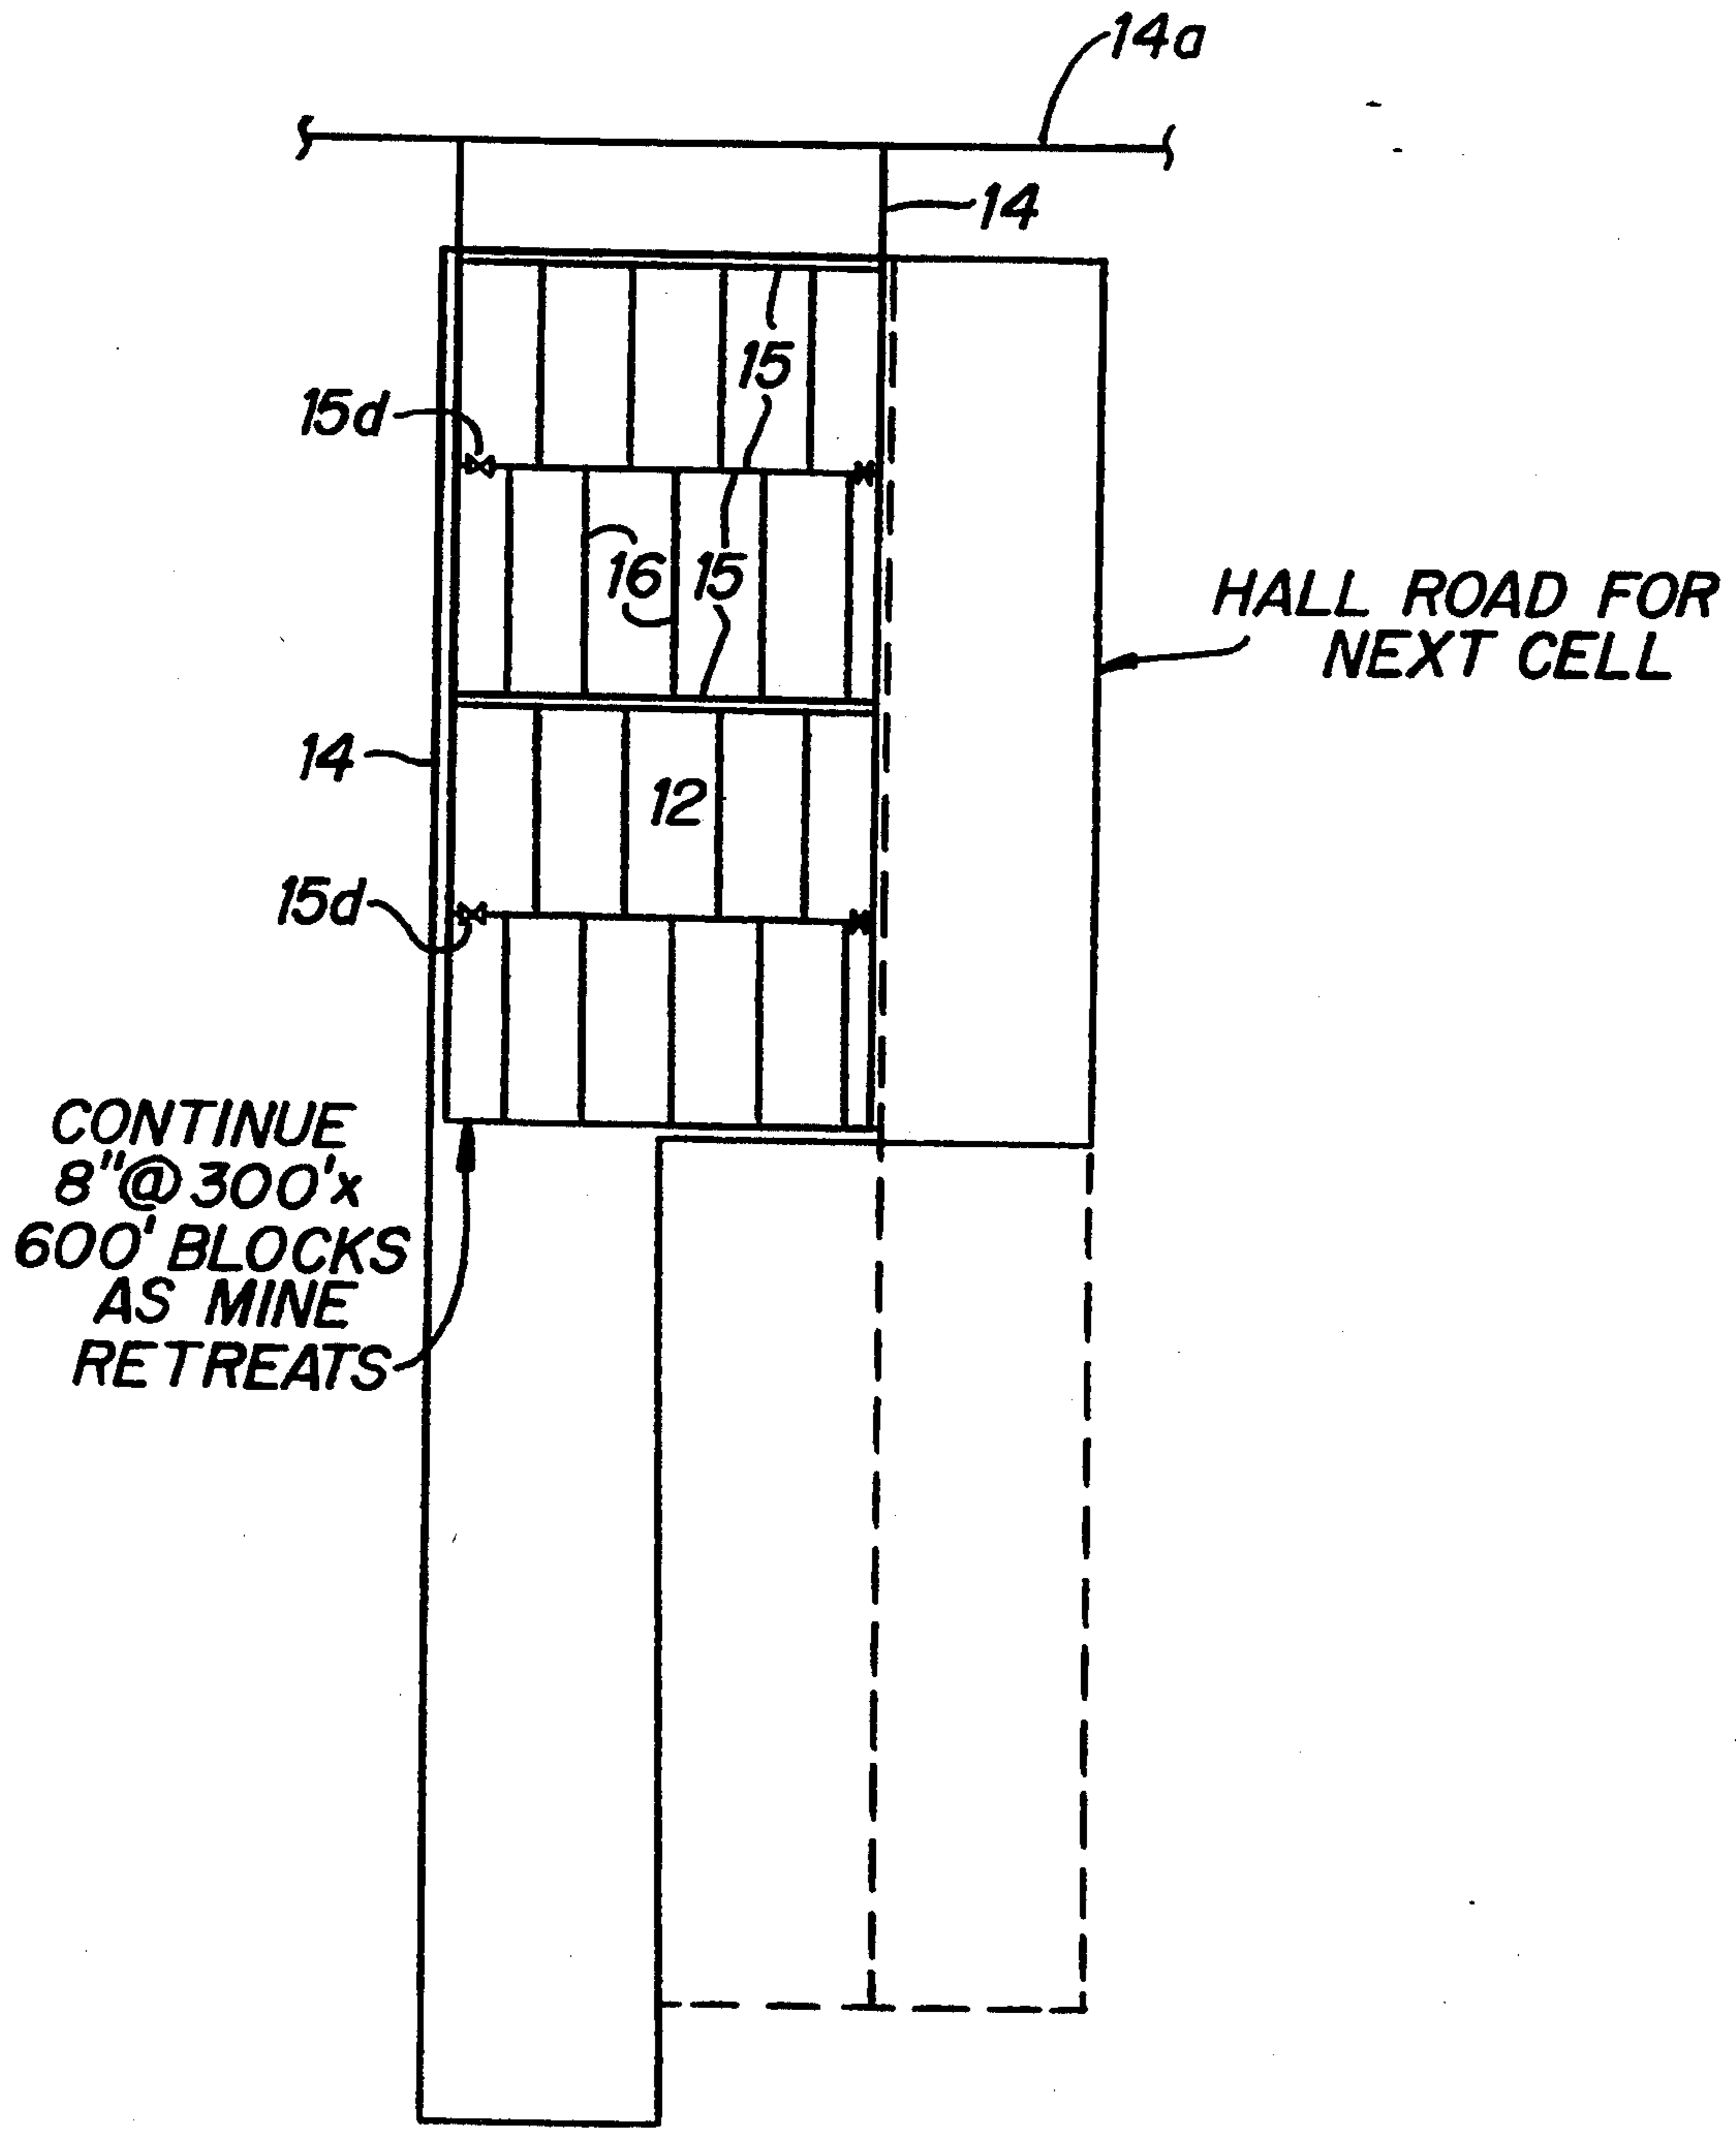 14a
14
15
15d
16
15
HALL ROAD FOR
NEXT CELL
14
12
15d
CONTINUE
8"@300'x
600' BLOCKS
AS MINE
RETREATS